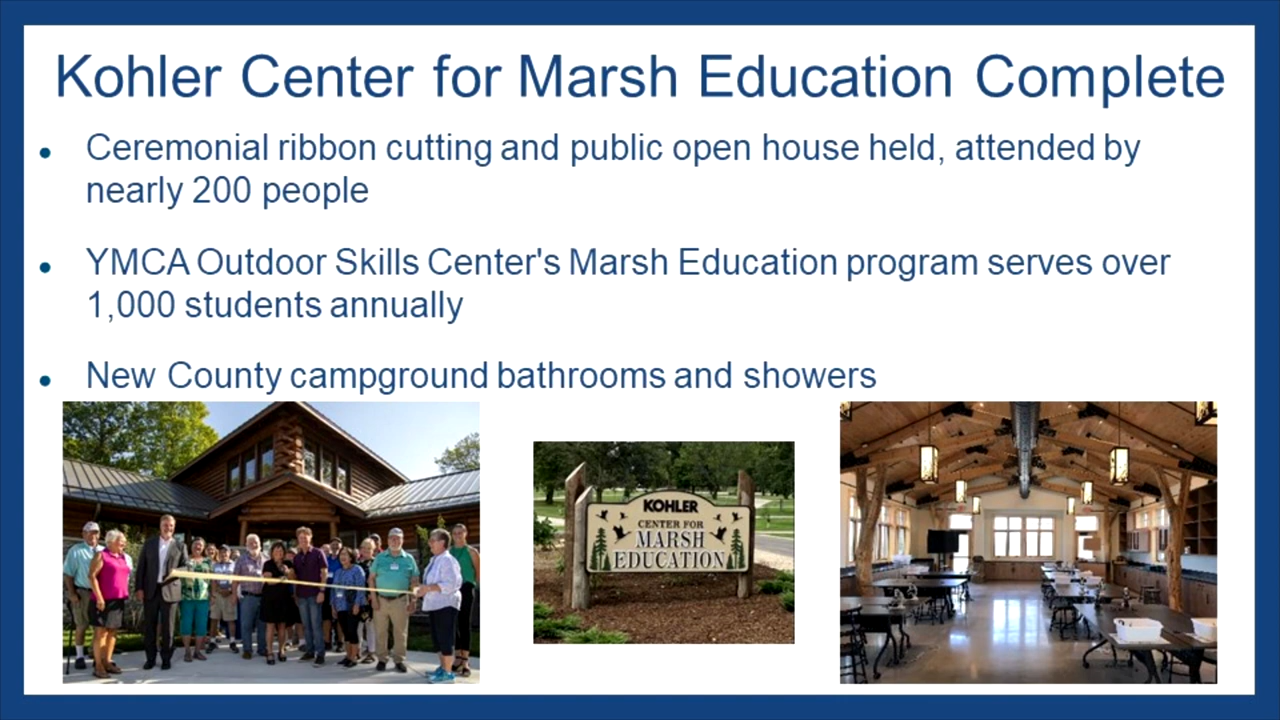 Kohler Center for Marsh Education Complete
• Ceremonial ribbon cutting and public open house held, attended by
nearly 200 people
• YMCA Outdoor Skills Center's Marsh Education program serves over
1,000 students annually
• New County campground bathrooms and showers
KOHLER
CENTER FOR
MARSH
EDUCATION